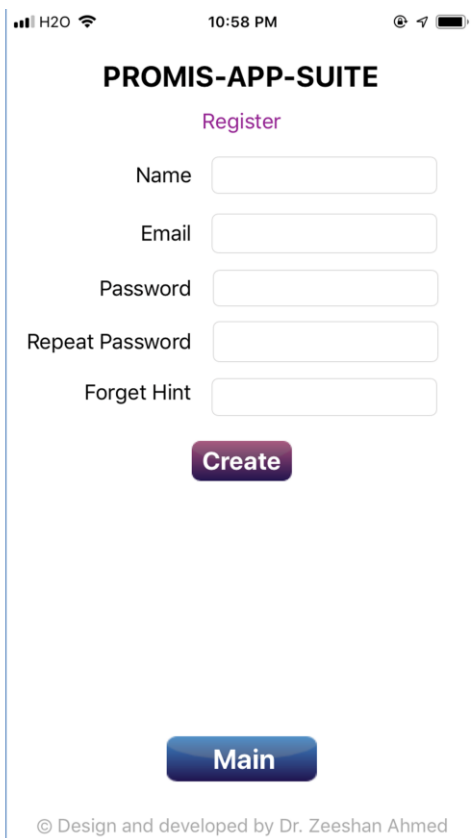 H2O 10:58 PM
PROMIS-APP-SUITE
Register
Name
Email
Password
Repeat Password
Forget Hint
Create
Main
© Design and developed by Dr. Zeeshan Ahmed